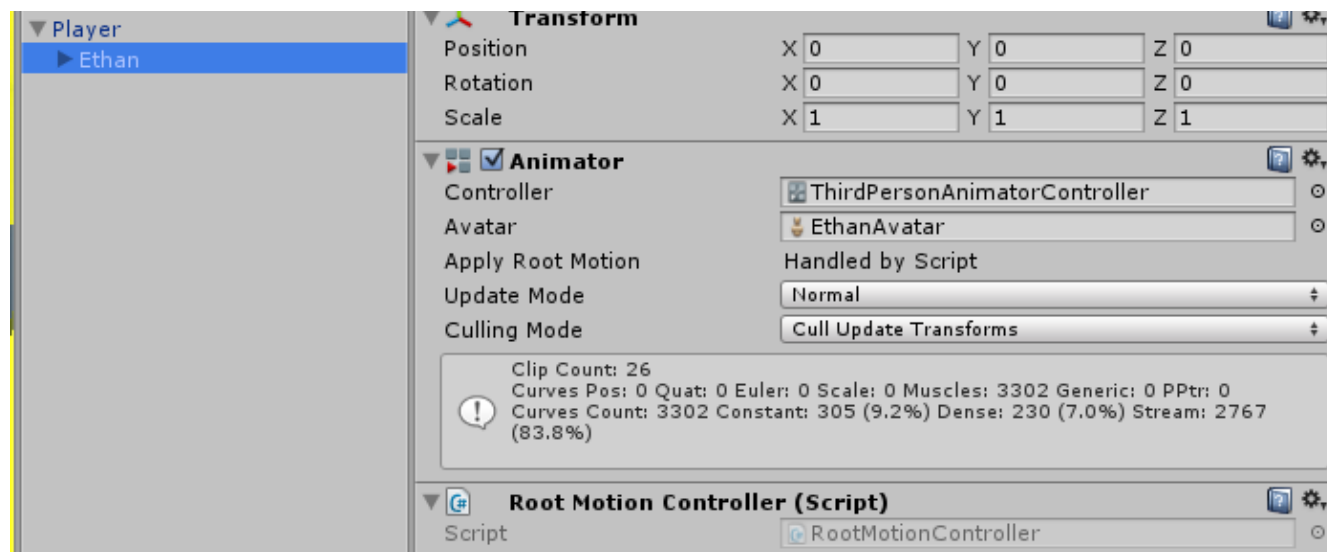 Player
Ethan
Transform
Position X 0 Y 0 Z 0
Rotation X 0 Y 0 Z 0
Scale X 1 Y 1 Z 1
Animator
Controller ThirdPersonAnimatorController
Avatar EthanAvatar
Apply Root Motion Handled by Script
Update Mode Normal
Culling Mode Cull Update Transforms
Clip Count: 26
Curves Pos: 0 Quat: 0 Euler: 0 Scale: 0 Muscles: 3302 Generic: 0 PPtr: 0
Curves Count: 3302 Constant: 305 (9.2%) Dense: 230 (7.0%) Stream: 2767
(83.8%)
Root Motion Controller (Script)
Script RootMotionController